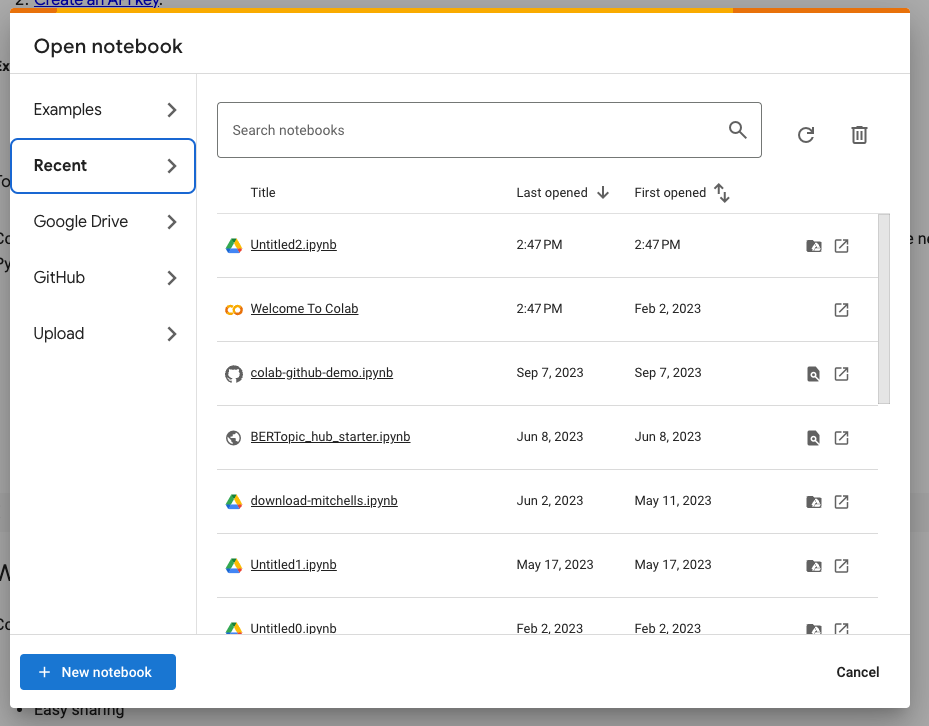 2. Create an API key.
Open notebook
Examples
Recent
Google Drive
GitHub
Upload
Search notebooks
Title Last opened First opened
Untitled2.ipynb 2:47 PM 2:47 PM
Welcome To Colab 2:47 PM Feb 2, 2023
colab-github-demo.ipynb Sep 7, 2023 Sep 7, 2023
BERTopic_hub_starter.ipynb Jun 8, 2023 Jun 8, 2023
download-mitchells.ipynb Jun 2, 2023 May 11, 2023
Untitled1.ipynb May 17, 2023 May 17, 2023
Untitled0.ipynb Feb 2, 2023 Feb 2, 2023
+ New notebook
Cancel
• Easy sharing